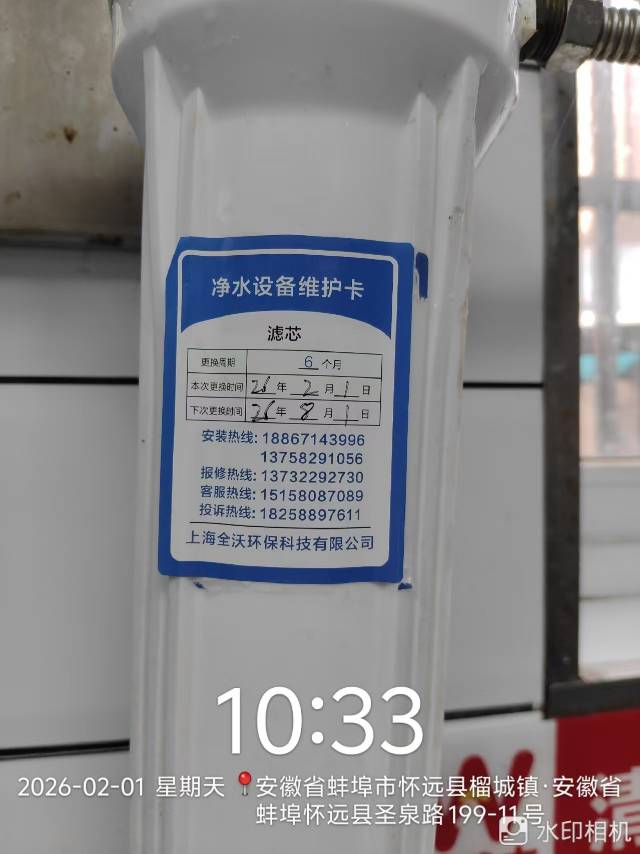 净水设备维护卡
滤芯
更换周期 6 个月
本次更换时间 26 年 2 月 1 日
下次更换时间 26 年 8 月 1 日
安装热线: 18867143996
13758291056
报修热线: 13732292730
客服热线: 15158087089
投诉热线: 18258897611
上海全沃环保科技有限公司
10:33
2026-02-01 星期天 安徽省蚌埠市怀远县榴城镇·安徽省
蚌埠怀远县圣泉路199-11号
水印相机